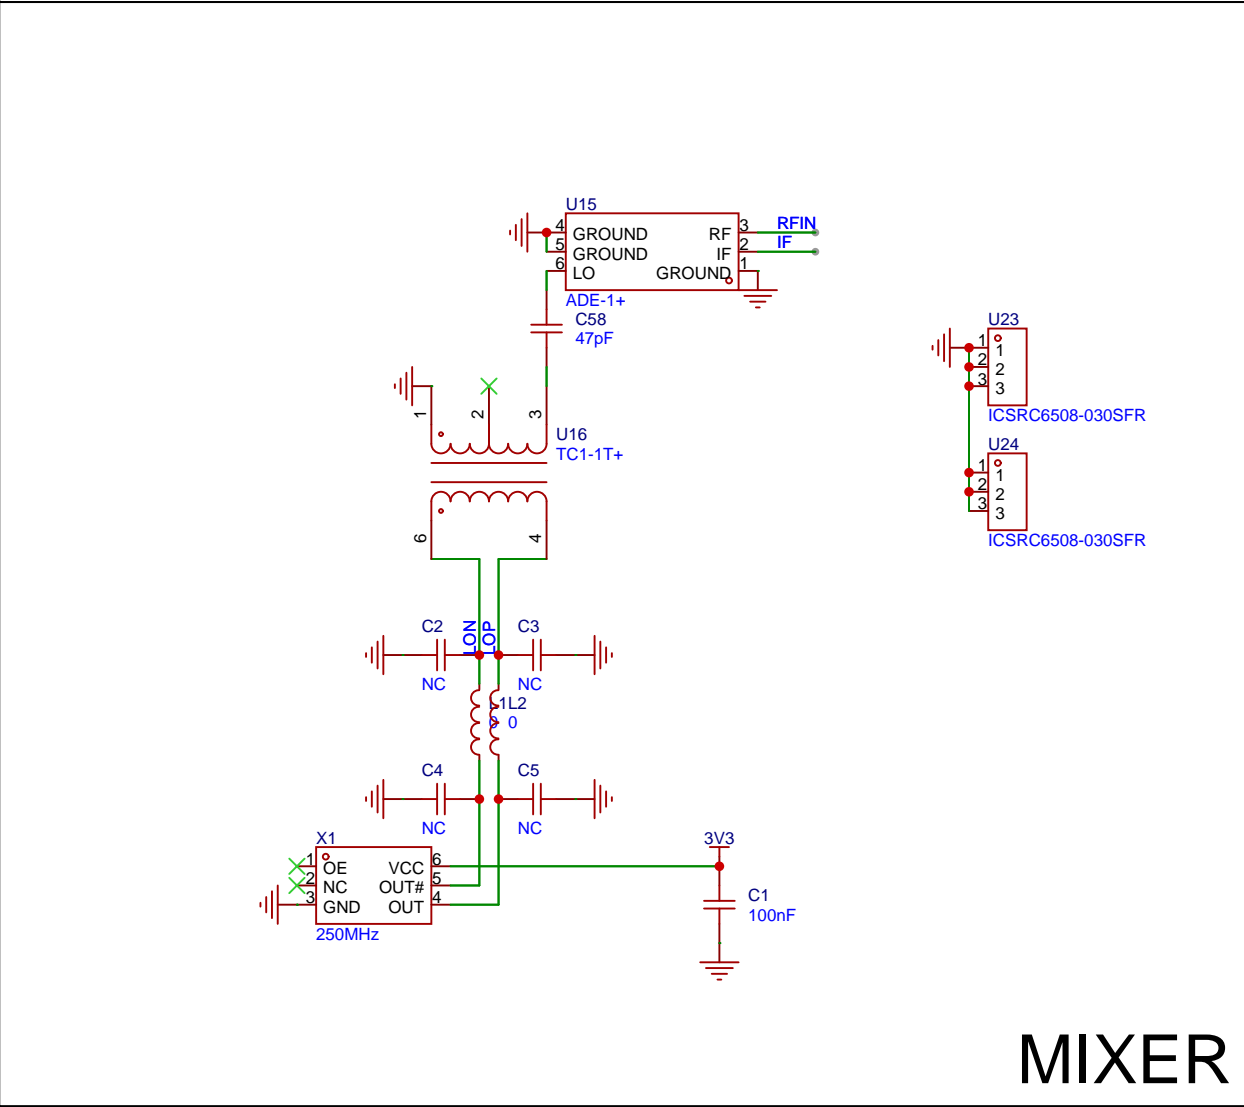 U15
4 GROUND RF 3 RFIN
5 GROUND IF 2 IF
6 LO GROUND 1
ADE-1+
C58
47pF
U23
1 1
2 2
3 3
ICSRC6508-030SFR
1 2 3
U16
TC1-1T+
U24
1 1
2 2
3 3
ICSRC6508-030SFR
6 4
C2 LON LOP C3
NC NC
L1 L2
0 0
C4 C5
NC NC
X1 3V3
1 OE VCC 6
2 NC OUT# 5
3 GND OUT 4
250MHz
C1
100nF
MIXER